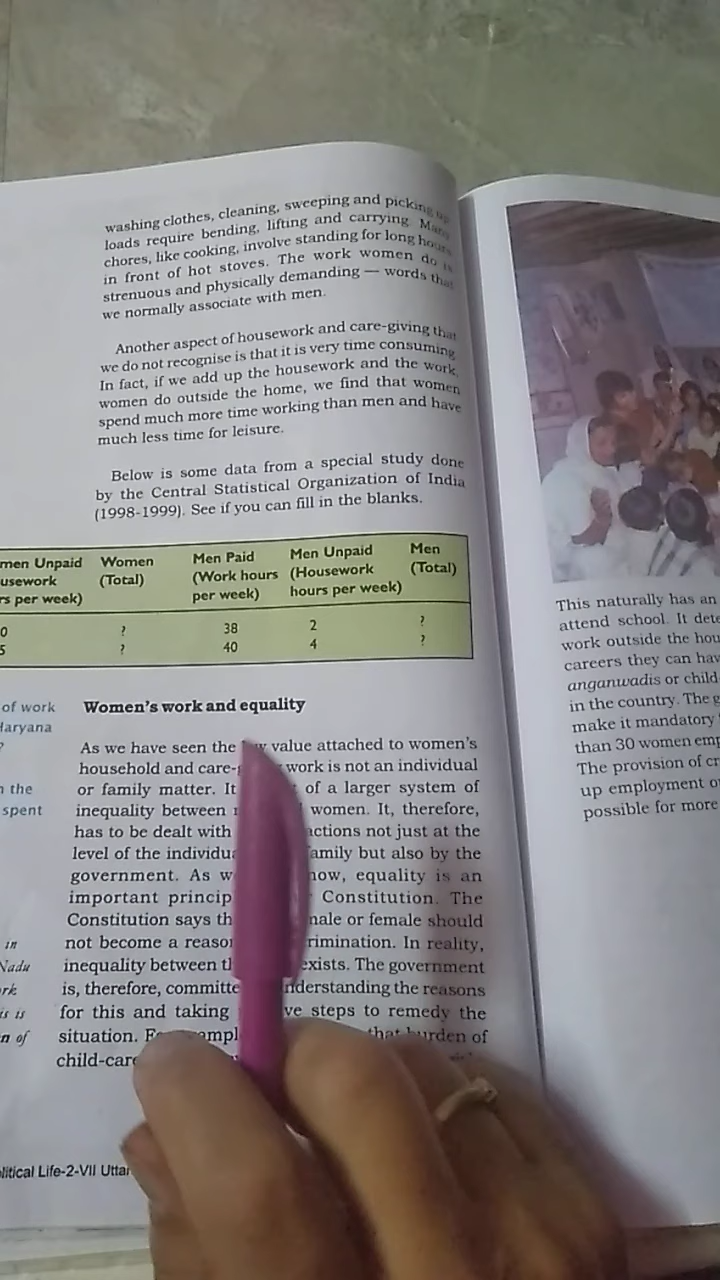 washing clothes, cleaning, sweeping and picking
loads require bending, lifting and carrying. Many
chores, like cooking, involve standing for long hours
in front of hot stoves. The work women do is
strenuous and physically demanding — words that
we normally associate with men.
Another aspect of housework and care-giving that
we do not recognise is that it is very time consuming.
In fact, if we add up the housework and the work,
women do outside the home, we find that women
spend much more time working than men and have
much less time for leisure.
Below is some data from a special study done
by the Central Statistical Organization of India
(1998-1999). See if you can fill in the blanks.
men Unpaid Women Men Paid Men Unpaid Men
usework (Total) (Work hours (Housework (Total)
rs per week) per week) hours per week)
0 ? 38 2 ?
5 ? 40 4 ?
of work
Haryana
?
n the
spent
in
Nadu
rk
is is
n of
Women's work and equality
As we have seen the value attached to women's
household and care- work is not an individual
or family matter. It of a larger system of
inequality between women. It, therefore,
has to be dealt with actions not just at the
level of the individua family but also by the
government. As w now, equality is an
important princip Constitution. The
Constitution says th male or female should
not become a reaso rimination. In reality,
inequality between t exists. The government
is, therefore, committe nderstanding the reasons
for this and taking ve steps to remedy the
situation. F ampl that burden of
child-care
litical Life-2-VII Utta
This naturally has an
attend school. It dete
work outside the hou
careers they can hav
anganwadis or child-
in the country. The g
make it mandatory
than 30 women emp
The provision of cr
up employment o
possible for more